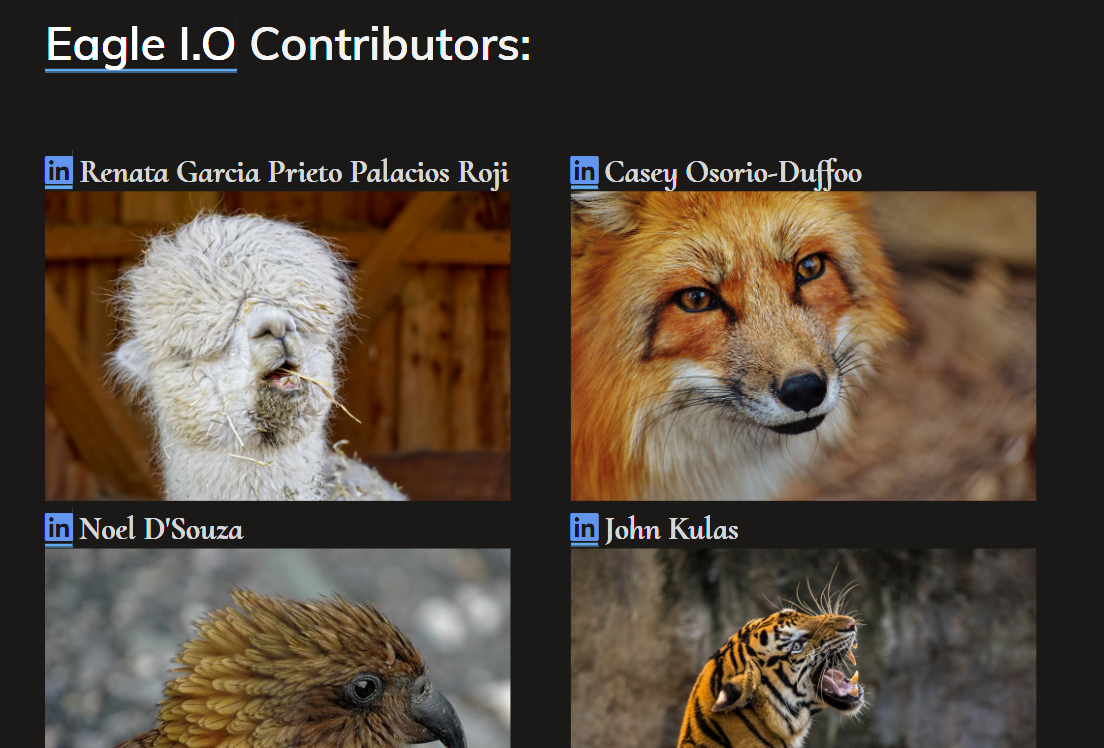 Eagle I.O Contributors:
in Renata Garcia Prieto Palacios Roji
in Casey Osorio-Duffoo
in Noel D'Souza
in John Kulas